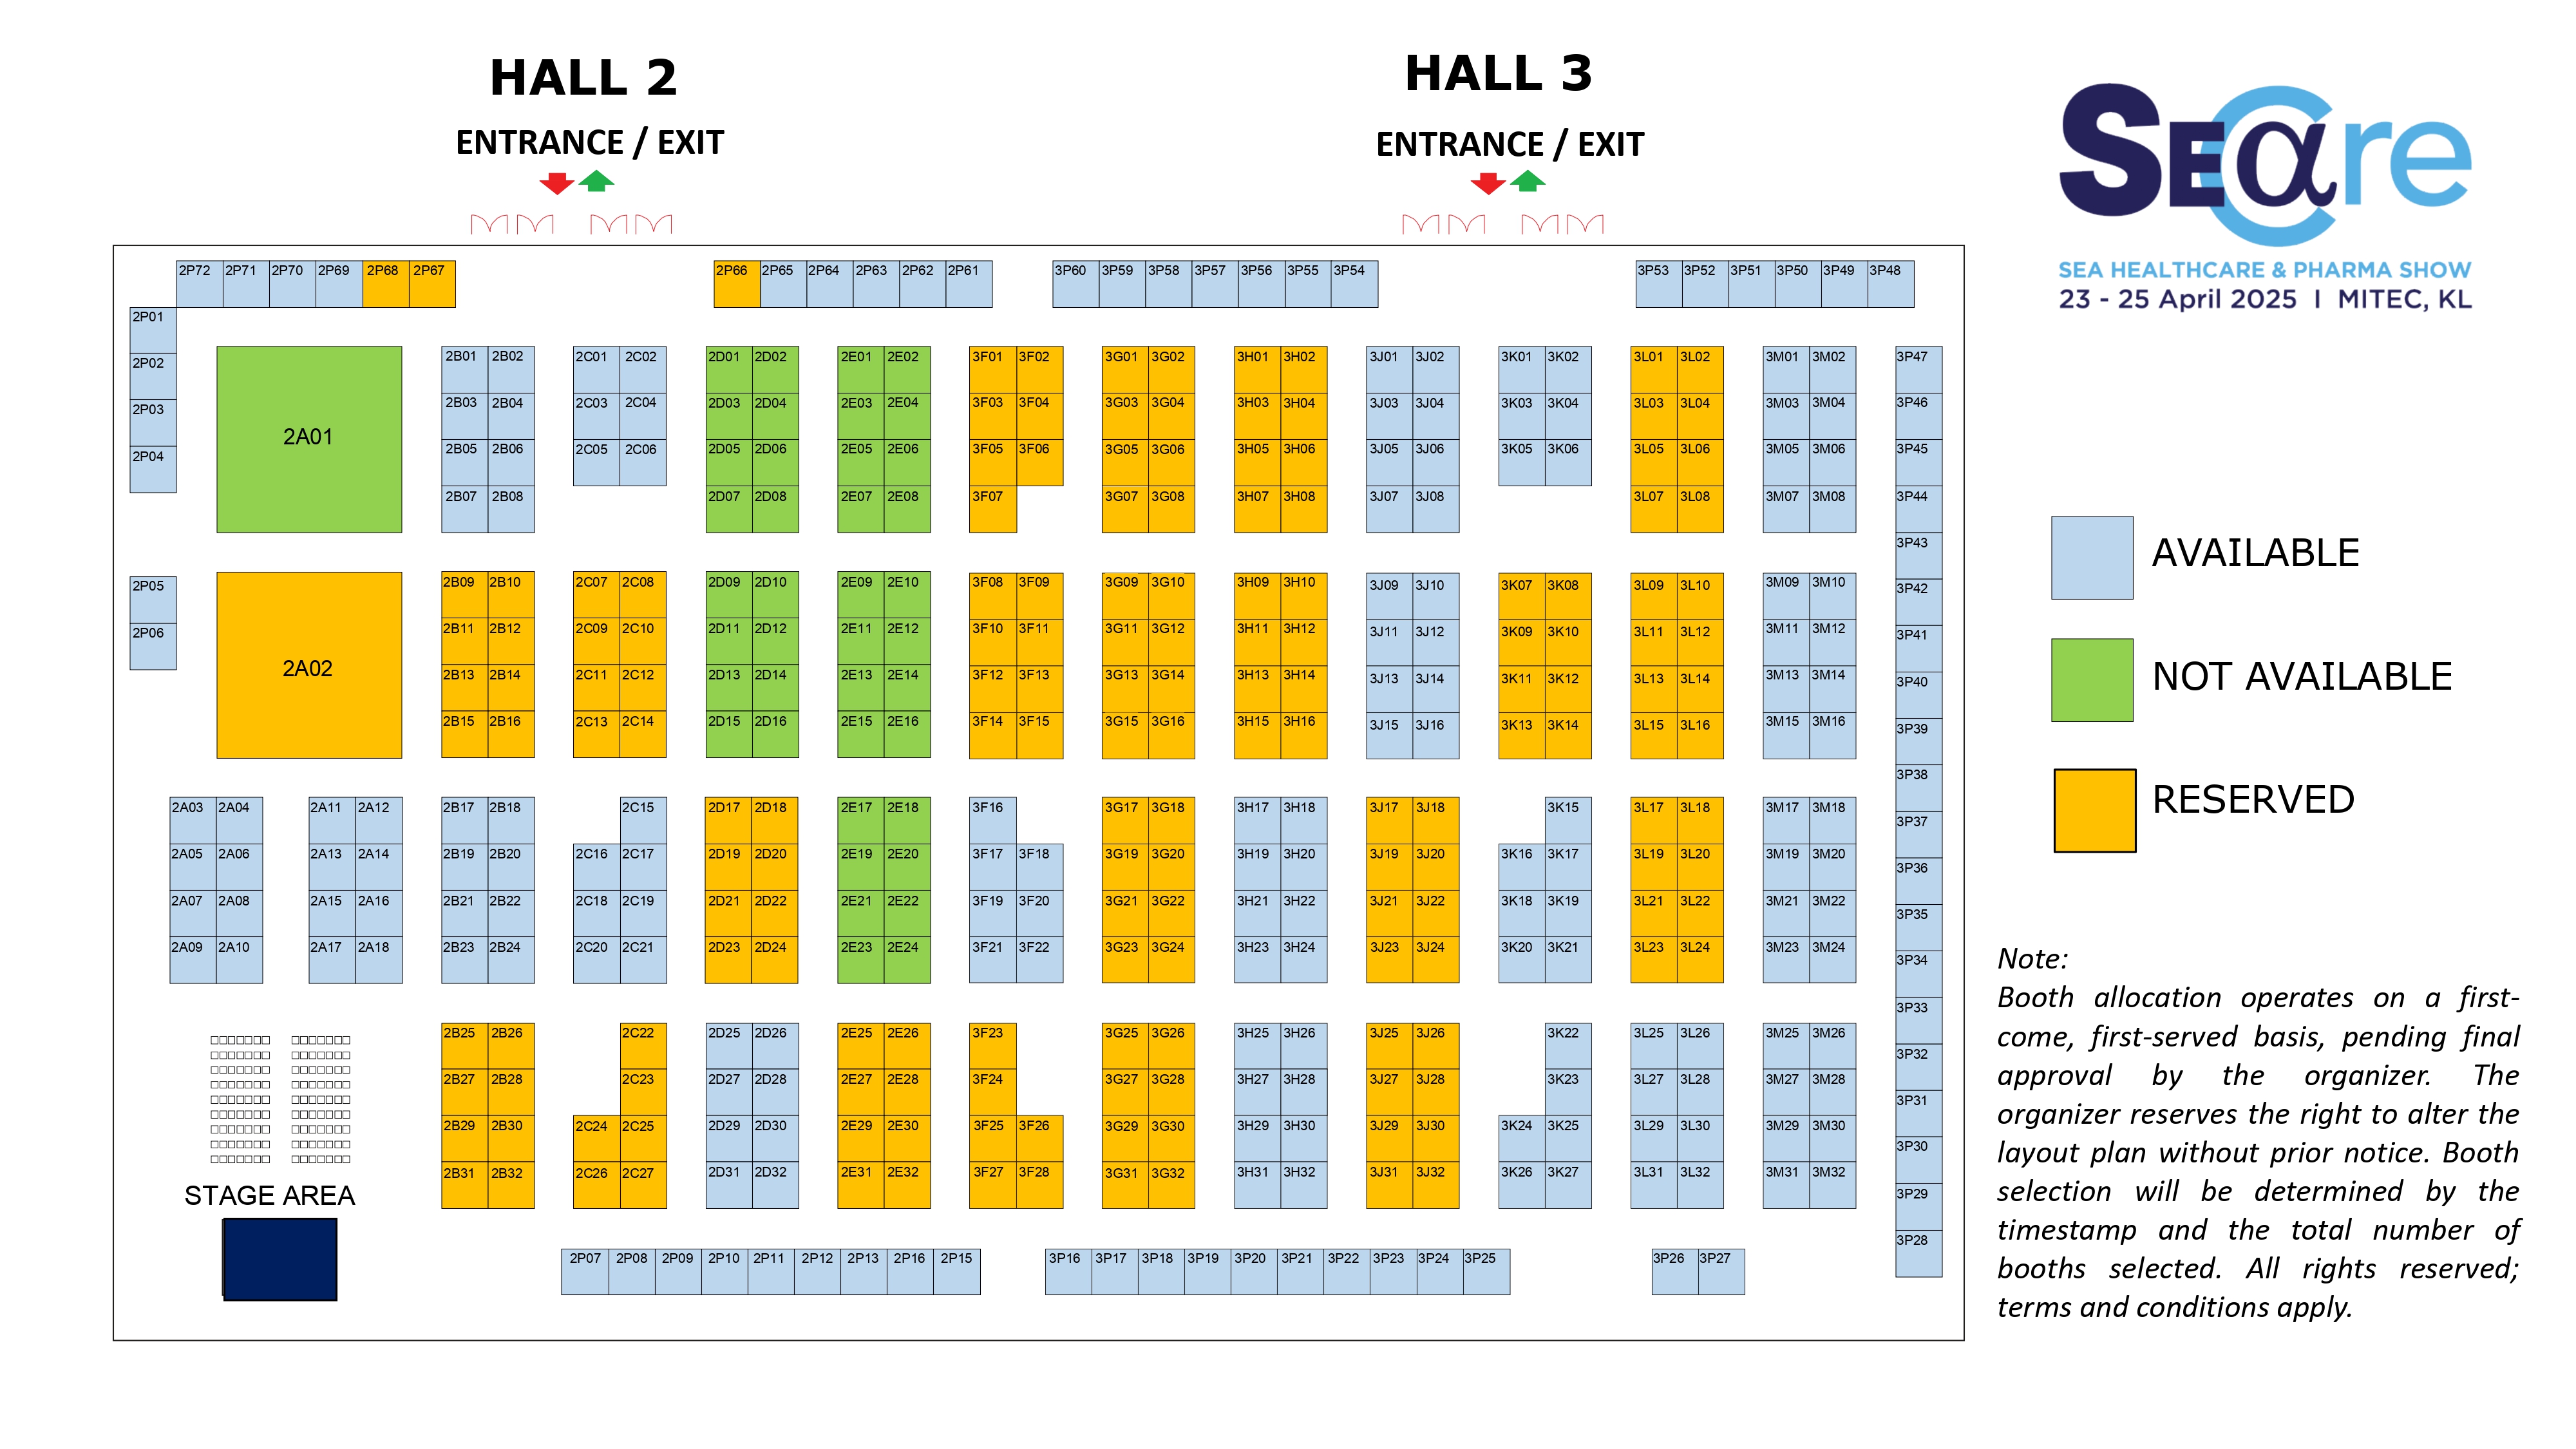 HALL 2
HALL 3
ENTRANCE / EXIT
ENTRANCE / EXIT
SEαCare
SEA HEALTHCARE & PHARMA SHOW
23 - 25 April 2025 I MITEC, KL
2P72 2P71 2P70 2P69 2P68 2P67 2P66 2P65 2P64 2P63 2P62 2P61 3P60 3P59 3P58 3P57 3P56 3P55 3P54 3P53 3P52 3P51 3P50 3P49 3P48
2P01
2B01 2B02 2C01 2C02 2D01 2D02 2E01 2E02 3F01 3F02 3G01 3G02 3H01 3H02 3J01 3J02 3K01 3K02 3L01 3L02 3M01 3M02 3P47
2P02
2P03 2B03 2B04 2C03 2C04 2D03 2D04 2E03 2E04 3F03 3F04 3G03 3G04 3H03 3H04 3J03 3J04 3K03 3K04 3L03 3L04 3M03 3M04 3P46
2A01
2P04 2B05 2B06 2C05 2C06 2D05 2D06 2E05 2E06 3F05 3F06 3G05 3G06 3H05 3H06 3J05 3J06 3K05 3K06 3L05 3L06 3M05 3M06 3P45
2B07 2B08 2D07 2D08 2E07 2E08 3F07 3G07 3G08 3H07 3H08 3J07 3J08 3L07 3L08 3M07 3M08 3P44
3P43
AVAILABLE
2P05 2B09 2B10 2C07 2C08 2D09 2D10 2E09 2E10 3F08 3F09 3G09 3G10 3H09 3H10 3J09 3J10 3K07 3K08 3L09 3L10 3M09 3M10 3P42
2P06 2B11 2B12 2C09 2C10 2D11 2D12 2E11 2E12 3F10 3F11 3G11 3G12 3H11 3H12 3J11 3J12 3K09 3K10 3L11 3L12 3M11 3M12 3P41
2A02
NOT AVAILABLE
2B13 2B14 2C11 2C12 2D13 2D14 2E13 2E14 3F12 3F13 3G13 3G14 3H13 3H14 3J13 3J14 3K11 3K12 3L13 3L14 3M13 3M14 3P40
2B15 2B16 2C13 2C14 2D15 2D16 2E15 2E16 3F14 3F15 3G15 3G16 3H15 3H16 3J15 3J16 3K13 3K14 3L15 3L16 3M15 3M16 3P39
3P38
RESERVED
2A03 2A04 2A11 2A12 2B17 2B18 2C15 2D17 2D18 2E17 2E18 3F16 3G17 3G18 3H17 3H18 3J17 3J18 3K15 3L17 3L18 3M17 3M18 3P37
2A05 2A06 2A13 2A14 2B19 2B20 2C16 2C17 2D19 2D20 2E19 2E20 3F17 3F18 3G19 3G20 3H19 3H20 3J19 3J20 3K16 3K17 3L19 3L20 3M19 3M20 3P36
2A07 2A08 2A15 2A16 2B21 2B22 2C18 2C19 2D21 2D22 2E21 2E22 3F19 3F20 3G21 3G22 3H21 3H22 3J21 3J22 3K18 3K19 3L21 3L22 3M21 3M22 3P35
2A09 2A10 2A17 2A18 2B23 2B24 2C20 2C21 2D23 2D24 2E23 2E24 3F21 3F22 3G23 3G24 3H23 3H24 3J23 3J24 3K20 3K21 3L23 3L24 3M23 3M24 3P34
3P33
2B25 2B26 2C22 2D25 2D26 2E25 2E26 3F23 3G25 3G26 3H25 3H26 3J25 3J26 3K22 3L25 3L26 3M25 3M26 3P32
2B27 2B28 2C23 2D27 2D28 2E27 2E28 3F24 3G27 3G28 3H27 3H28 3J27 3J28 3K23 3L27 3L28 3M27 3M28 3P31
2B29 2B30 2C24 2C25 2D29 2D30 2E29 2E30 3F25 3F26 3G29 3G30 3H29 3H30 3J29 3J30 3K24 3K25 3L29 3L30 3M29 3M30 3P30
2B31 2B32 2C26 2C27 2D31 2D32 2E31 2E32 3F27 3F28 3G31 3G32 3H31 3H32 3J31 3J32 3K26 3K27 3L31 3L32 3M31 3M32 3P29
STAGE AREA
3P28
2P07 2P08 2P09 2P10 2P11 2P12 2P13 2P16 2P15 3P16 3P17 3P18 3P19 3P20 3P21 3P22 3P23 3P24 3P25 3P26 3P27
Note:
Booth allocation operates on a first-
come, first-served basis, pending final
approval by the organizer. The
organizer reserves the right to alter the
layout plan without prior notice. Booth
selection will be determined by the
timestamp and the total number of
booths selected. All rights reserved;
terms and conditions apply.